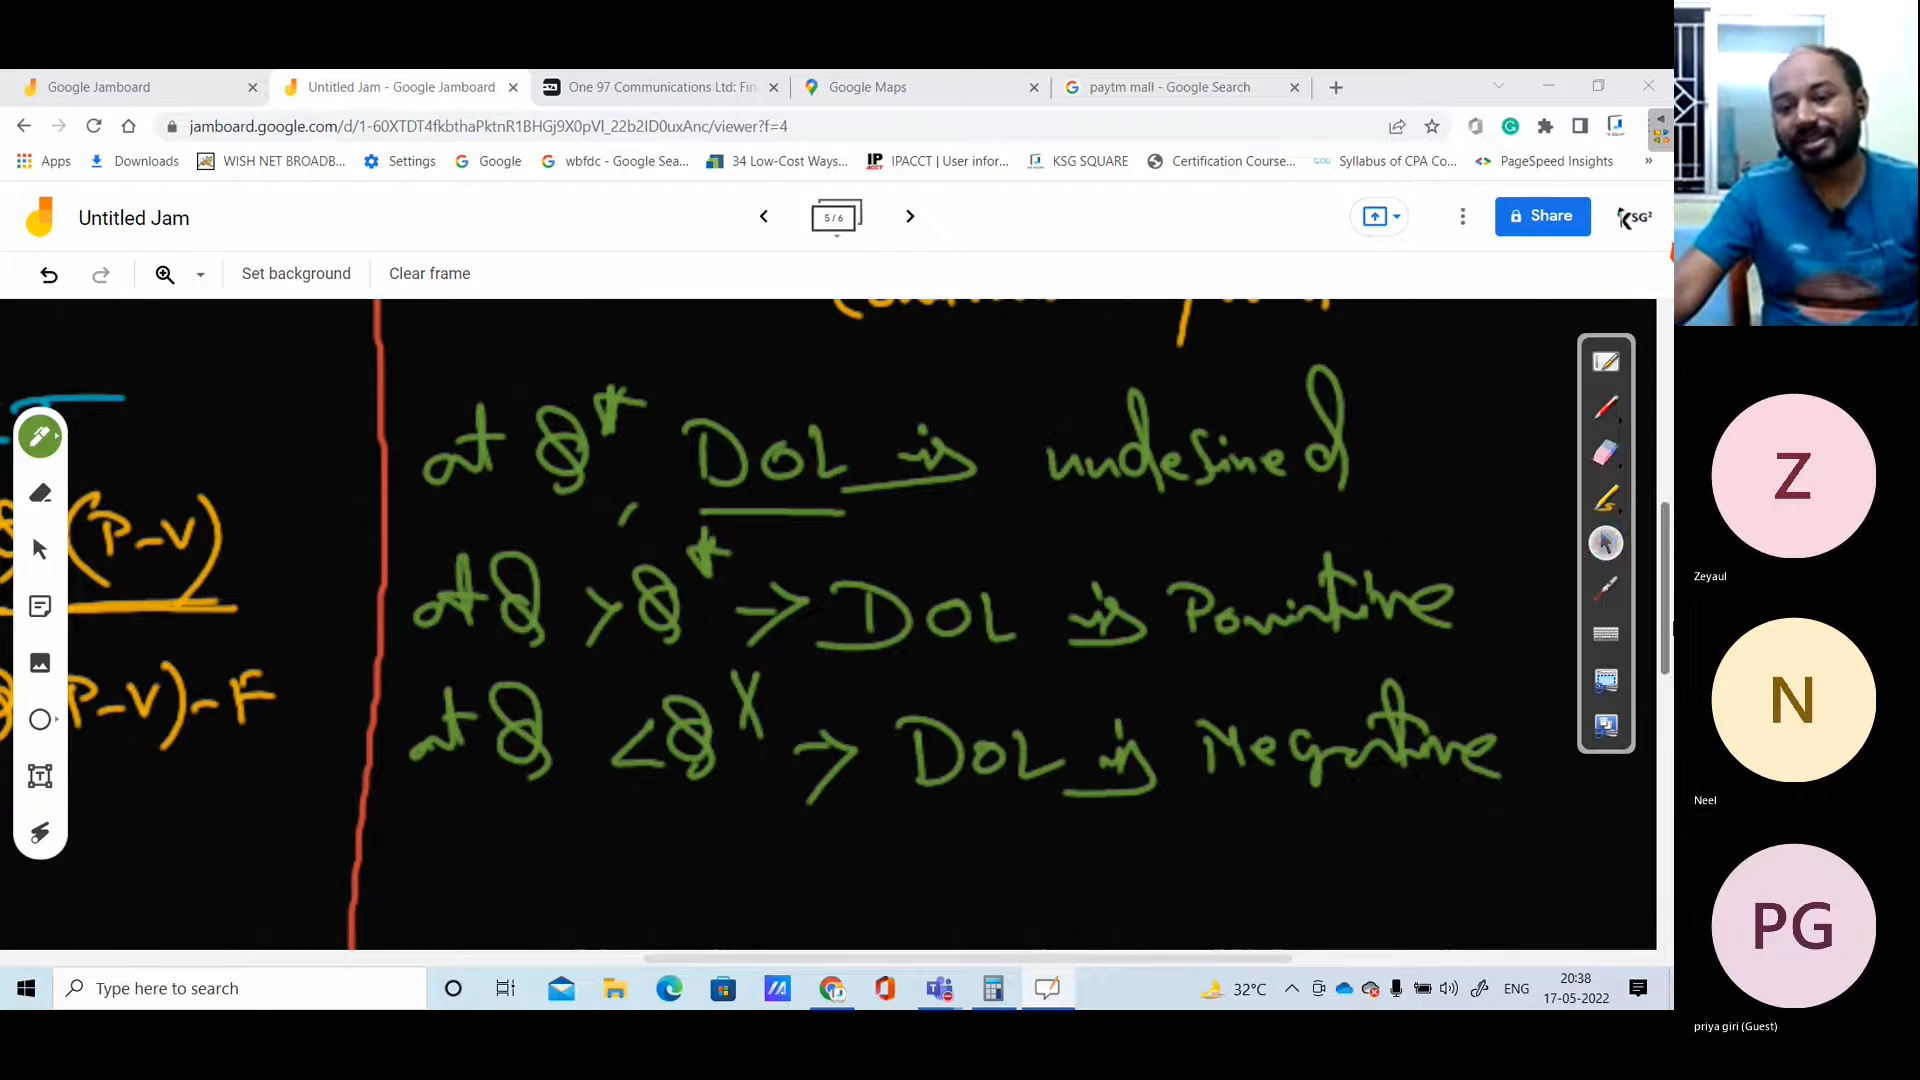 Google Jamboard
Untitled Jam - Google Jamboard
One 97 Communications Ltd: Fin
Google Maps
paytm mall - Google Search
jamboard.google.com/d/1-60XTDT4fkbthaPktnR1BHGj9X0pVI_22b2ID0uxAnc/viewer?f=4
Apps
Downloads
WISH NET BROADB...
Settings
Google
wbfdc - Google Sea...
34 Low-Cost Ways...
IPACCT | User infor...
KSG SQUARE
Certification Course...
Syllabus of CPA Co...
PageSpeed Insights
»
Untitled Jam
5 / 6
Share
KSG²
Set background
Clear frame
at Q* DOL is undefined
at Q > Q* → DOL is Positive
at Q < Q* → DOL is Negative
Q (P-V)
Q(P-V)-F
Z
Zeyaul
N
Neel
PG
priya giri (Guest)
Type here to search
32°C
ENG
20:38
17-05-2022